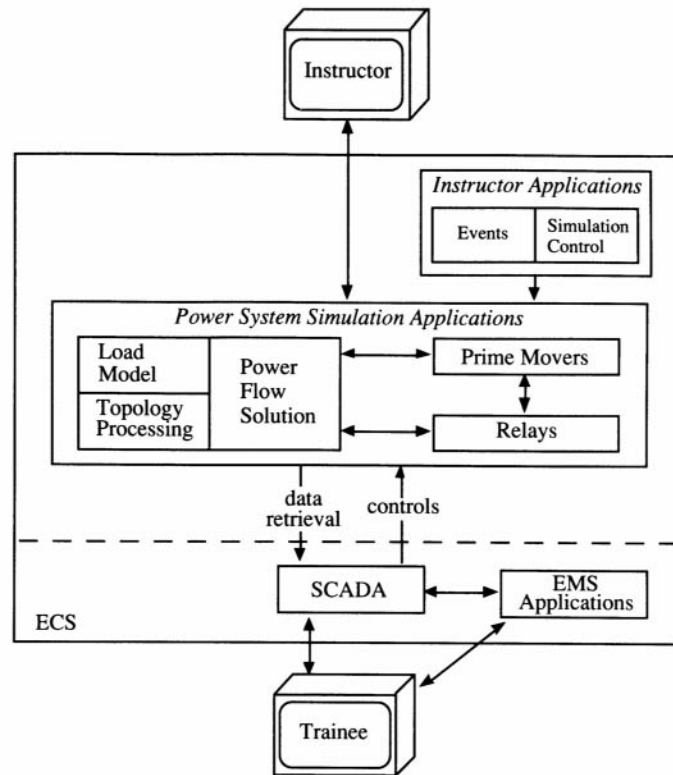 Instructor
Instructor Applications
Events
Simulation
Control
Power System Simulation Applications
Load
Model
Topology
Processing
Power
Flow
Solution
Prime Movers
Relays
data
retrieval
controls
SCADA
EMS
Applications
ECS
Trainee